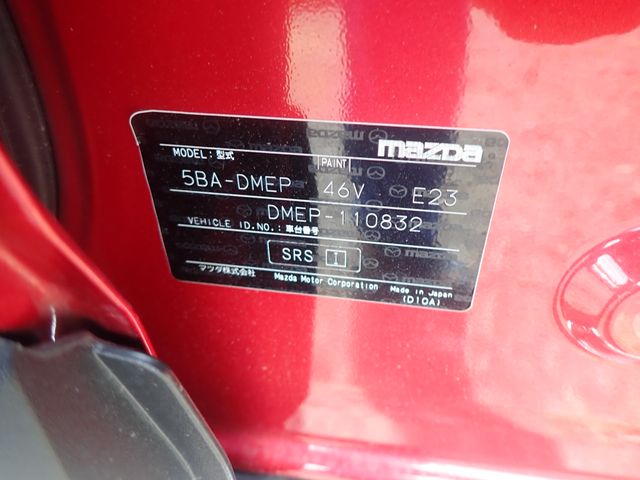 mazda
MODEL: 型式 PAINT
5BA-DMEP 46V E23
DMEP-110832
VEHICLE ID.NO.: 車台番号
SRS I
マツダ株式会社 Mazda Motor Corporation Made in Japan
(D10A)